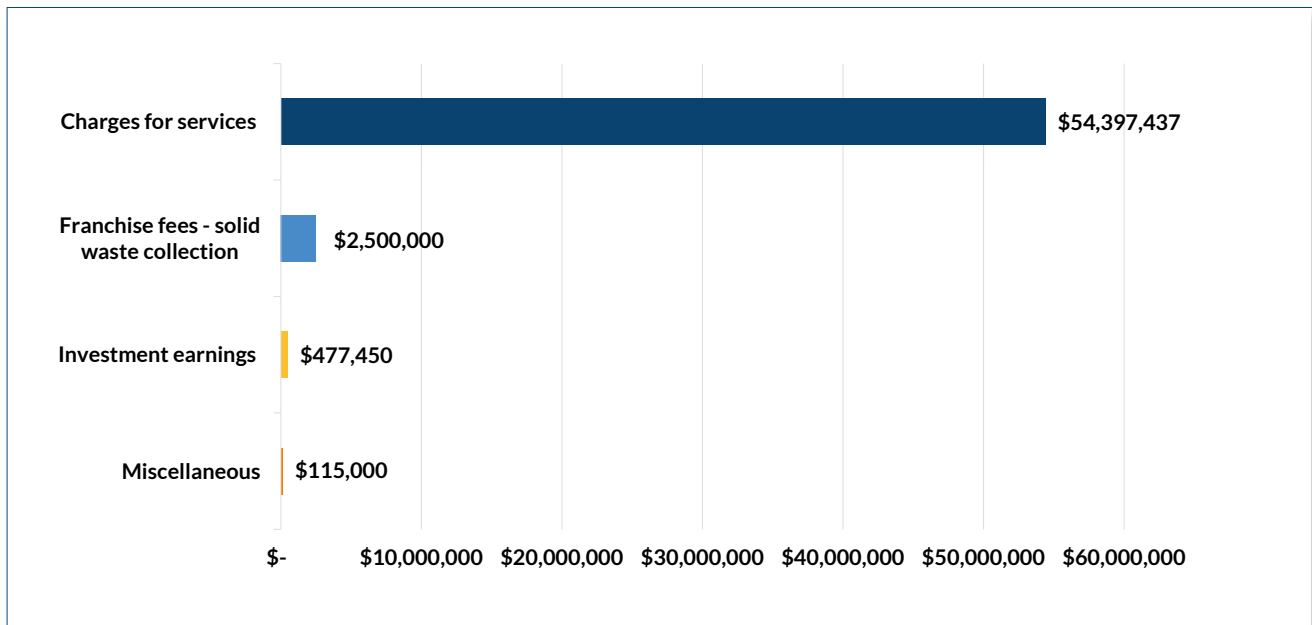 Charges for services
$54,397,437
Franchise fees - solid
waste collection
$2,500,000
Investment earnings
$477,450
Miscellaneous
$115,000
$-
$10,000,000
$20,000,000
$30,000,000
$40,000,000
$50,000,000
$60,000,000